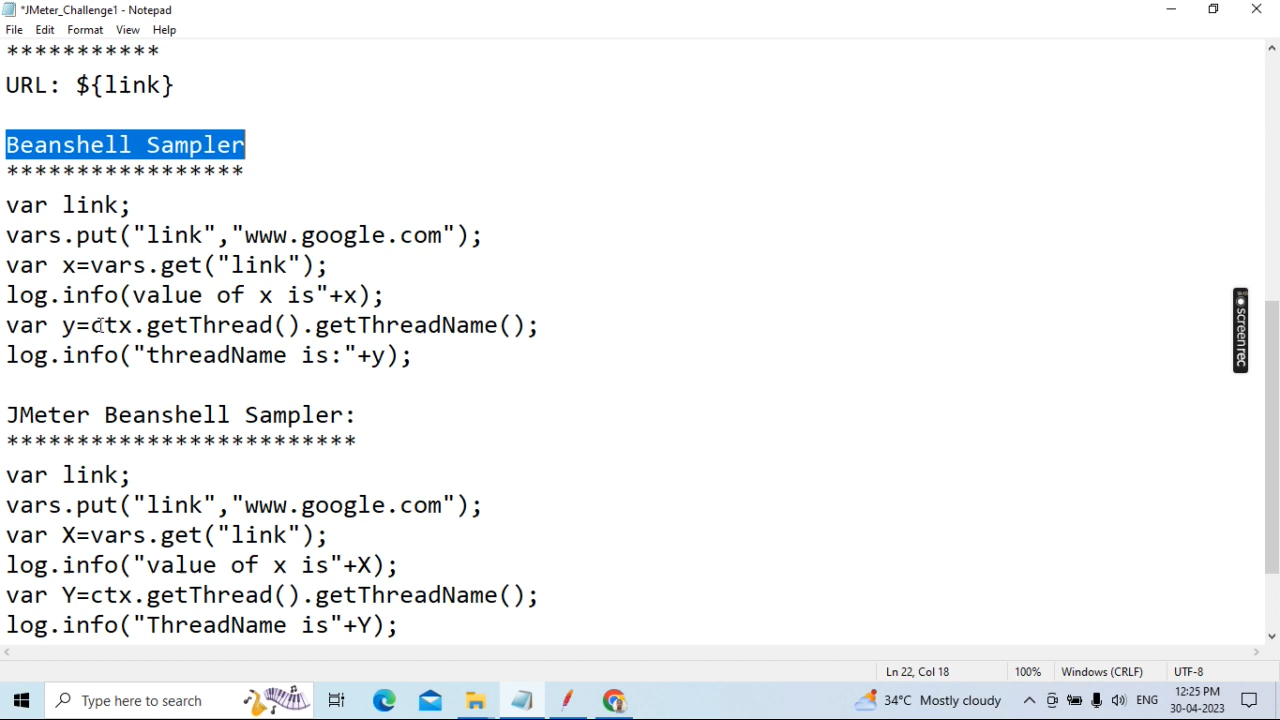 *JMeter_Challenge1 - Notepad
File Edit Format View Help
***********
URL: ${link}
Beanshell Sampler
*****************
var link;
vars.put("link","www.google.com");
var x=vars.get("link");
log.info(value of x is"+x);
var y=ctx.getThread().getThreadName();
log.info("threadName is:"+y);
JMeter Beanshell Sampler:
*************************
var link;
vars.put("link","www.google.com");
var X=vars.get("link");
log.info("value of x is"+X);
var Y=ctx.getThread().getThreadName();
log.info("ThreadName is"+Y);
screenrec
Ln 22, Col 18 100% Windows (CRLF) UTF-8
Type here to search 34°C Mostly cloudy ENG 12:25 PM
30-04-2023